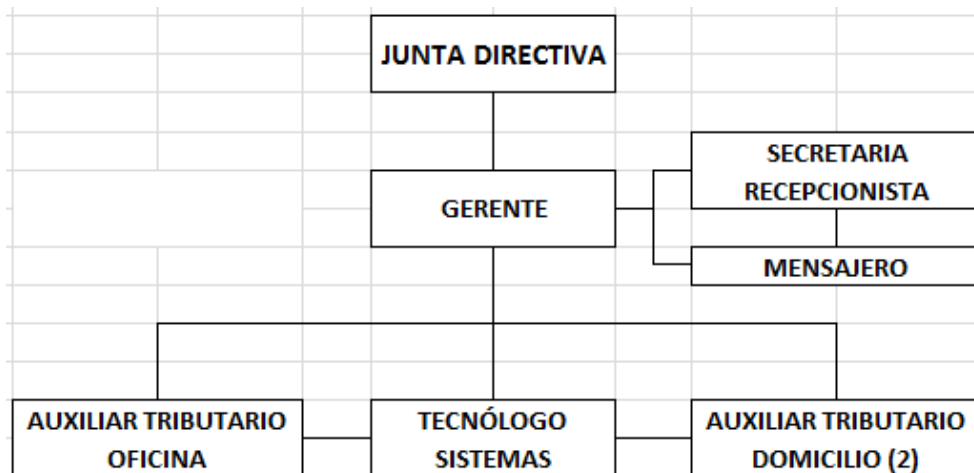 JUNTA DIRECTIVA
SECRETARIA
RECEPCIONISTA
GERENTE
MENSAJERO
AUXILIAR TRIBUTARIO
OFICINA
TECNÓLOGO
SISTEMAS
AUXILIAR TRIBUTARIO
DOMICILIO (2)